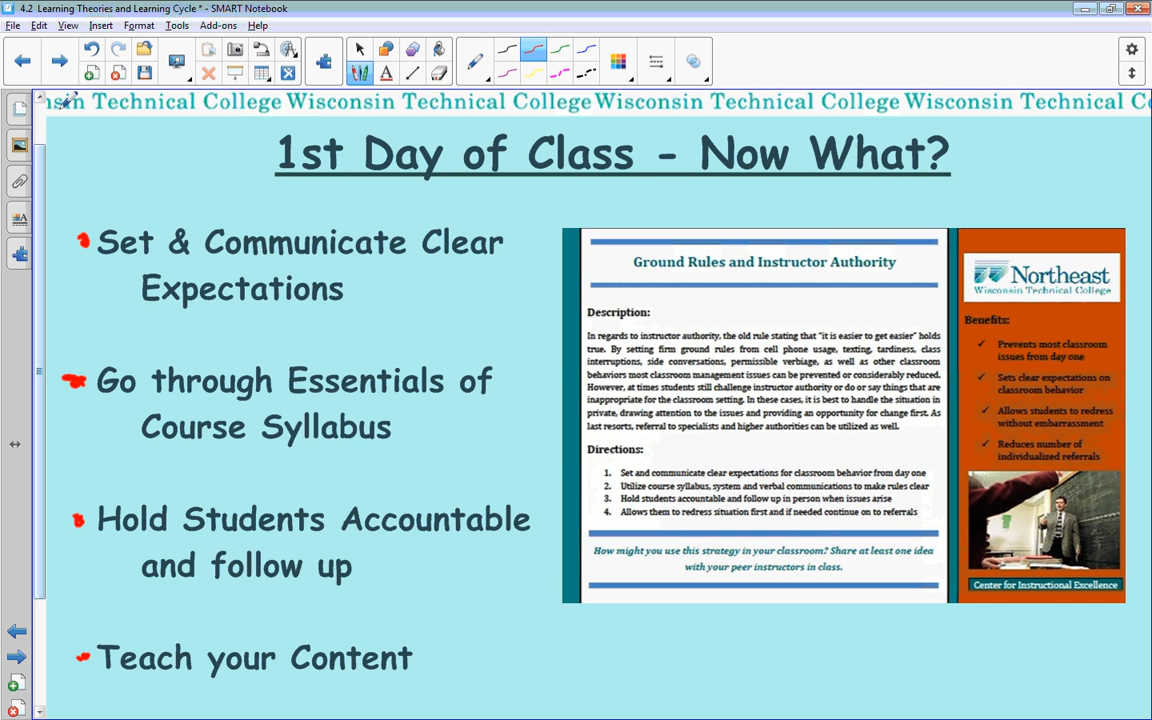 4.2 Learning Theories and Learning Cycle * - SMART Notebook
File Edit View Insert Format Tools Add-ons Help
sin Technical College Wisconsin Technical College Wisconsin Technical College Wisconsin Technical Co
1st Day of Class - Now What?
Set & Communicate Clear
Expectations
Go through Essentials of
Course Syllabus
Hold Students Accountable
and follow up
Teach your Content
Ground Rules and Instructor Authority
Description:
In regards to instructor authority, the old rule stating that "it is easier to get easier" holds
true. By setting firm ground rules from cell phone usage, texting, tardiness, class
interruptions, side conversations, permissible verbiage, as well as other classroom
behaviors most classroom management issues can be prevented or considerably reduced.
However, at times students still challenge instructor authority or do or say things that are
inappropriate for the classroom setting. In these cases, it is best to handle the situation in
private, drawing attention to the issues and providing an opportunity for change first. As
last resorts, referral to specialists and higher authorities can be utilized as well.
Directions:
1. Set and communicate clear expectations for classroom behavior from day one
2. Utilize course syllabus, system and verbal communications to make rules clear
3. Hold students accountable and follow up in person when issues arise
4. Allows them to redress situation first and if needed continue on to referrals
How might you use this strategy in your classroom? Share at least one idea
with your peer instructors in class.
Northeast
Wisconsin Technical College
Benefits:
✓ Prevents most classroom
issues from day one
✓ Sets clear expectations on
classroom behavior
✓ Allows students to redress
without embarrassment
✓ Reduces number of
individualized referrals
Center for Instructional Excellence